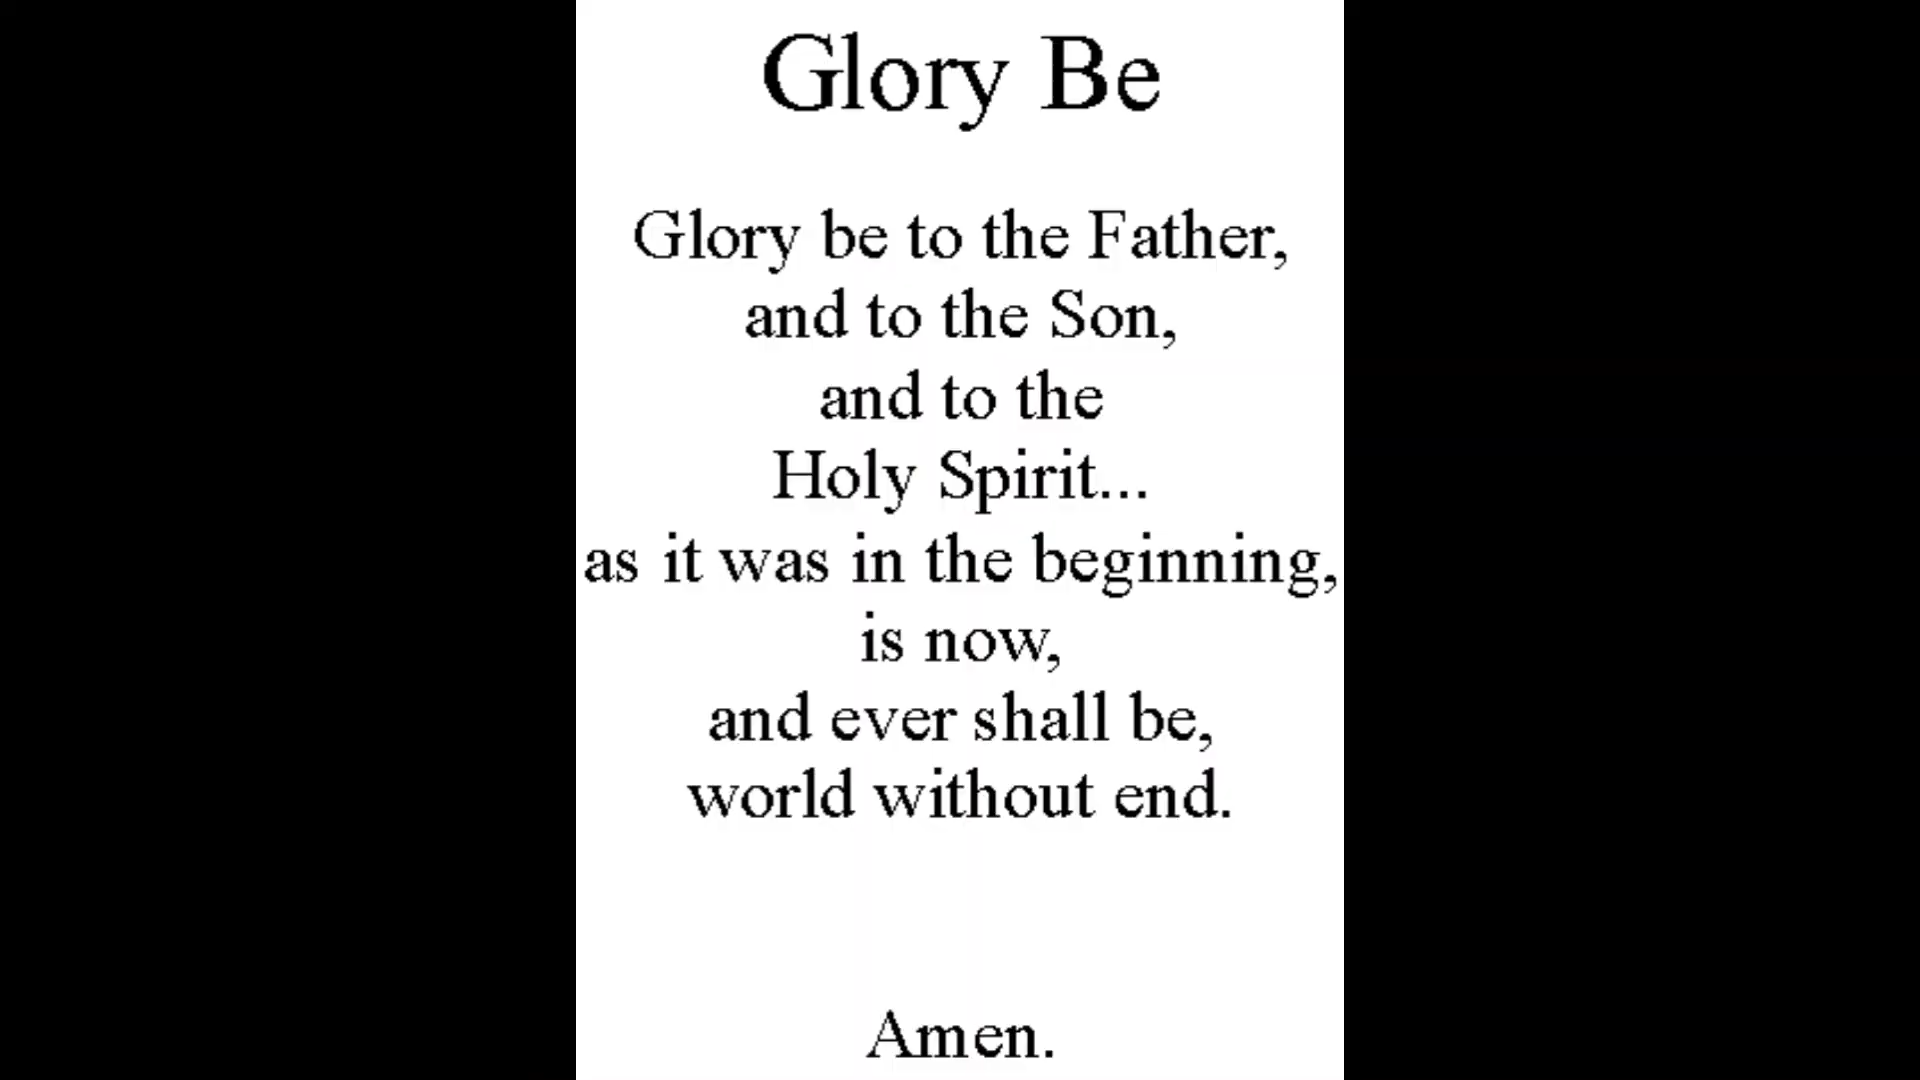 Glory Be
Glory be to the Father,
and to the Son,
and to the
Holy Spirit...
as it was in the beginning,
is now,
and ever shall be,
world without end.
Amen.